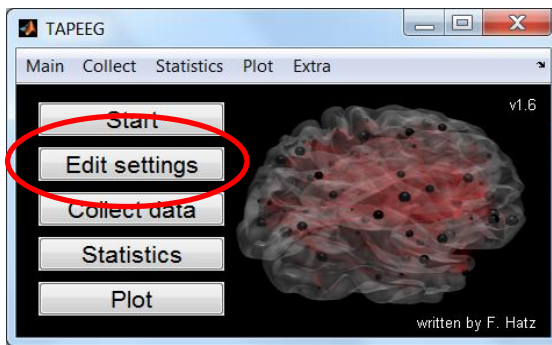 TAPEEG
Main Collect Statistics Plot Extra
v1.6
Start
Edit settings
Collect data
Statistics
Plot
written by F. Hatz